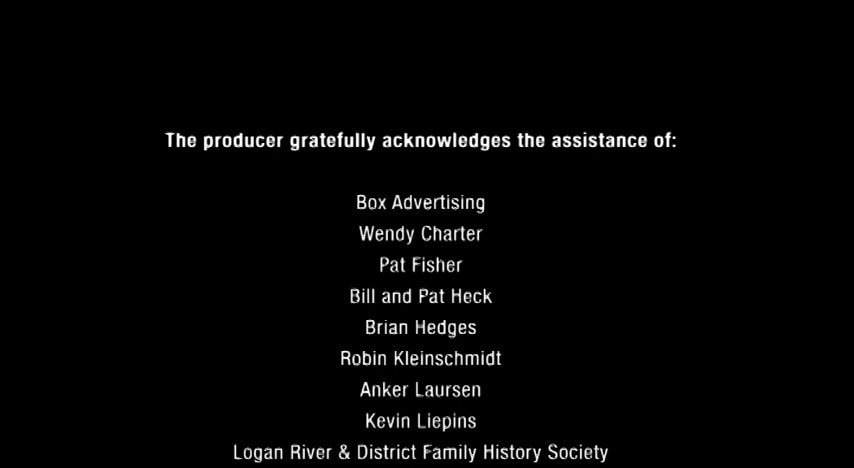 The producer gratefully acknowledges the assistance of:
Box Advertising
Wendy Charter
Pat Fisher
Bill and Pat Heck
Brian Hedges
Robin Kleinschmidt
Anker Laursen
Kevin Liepins
Logan River & District Family History Society